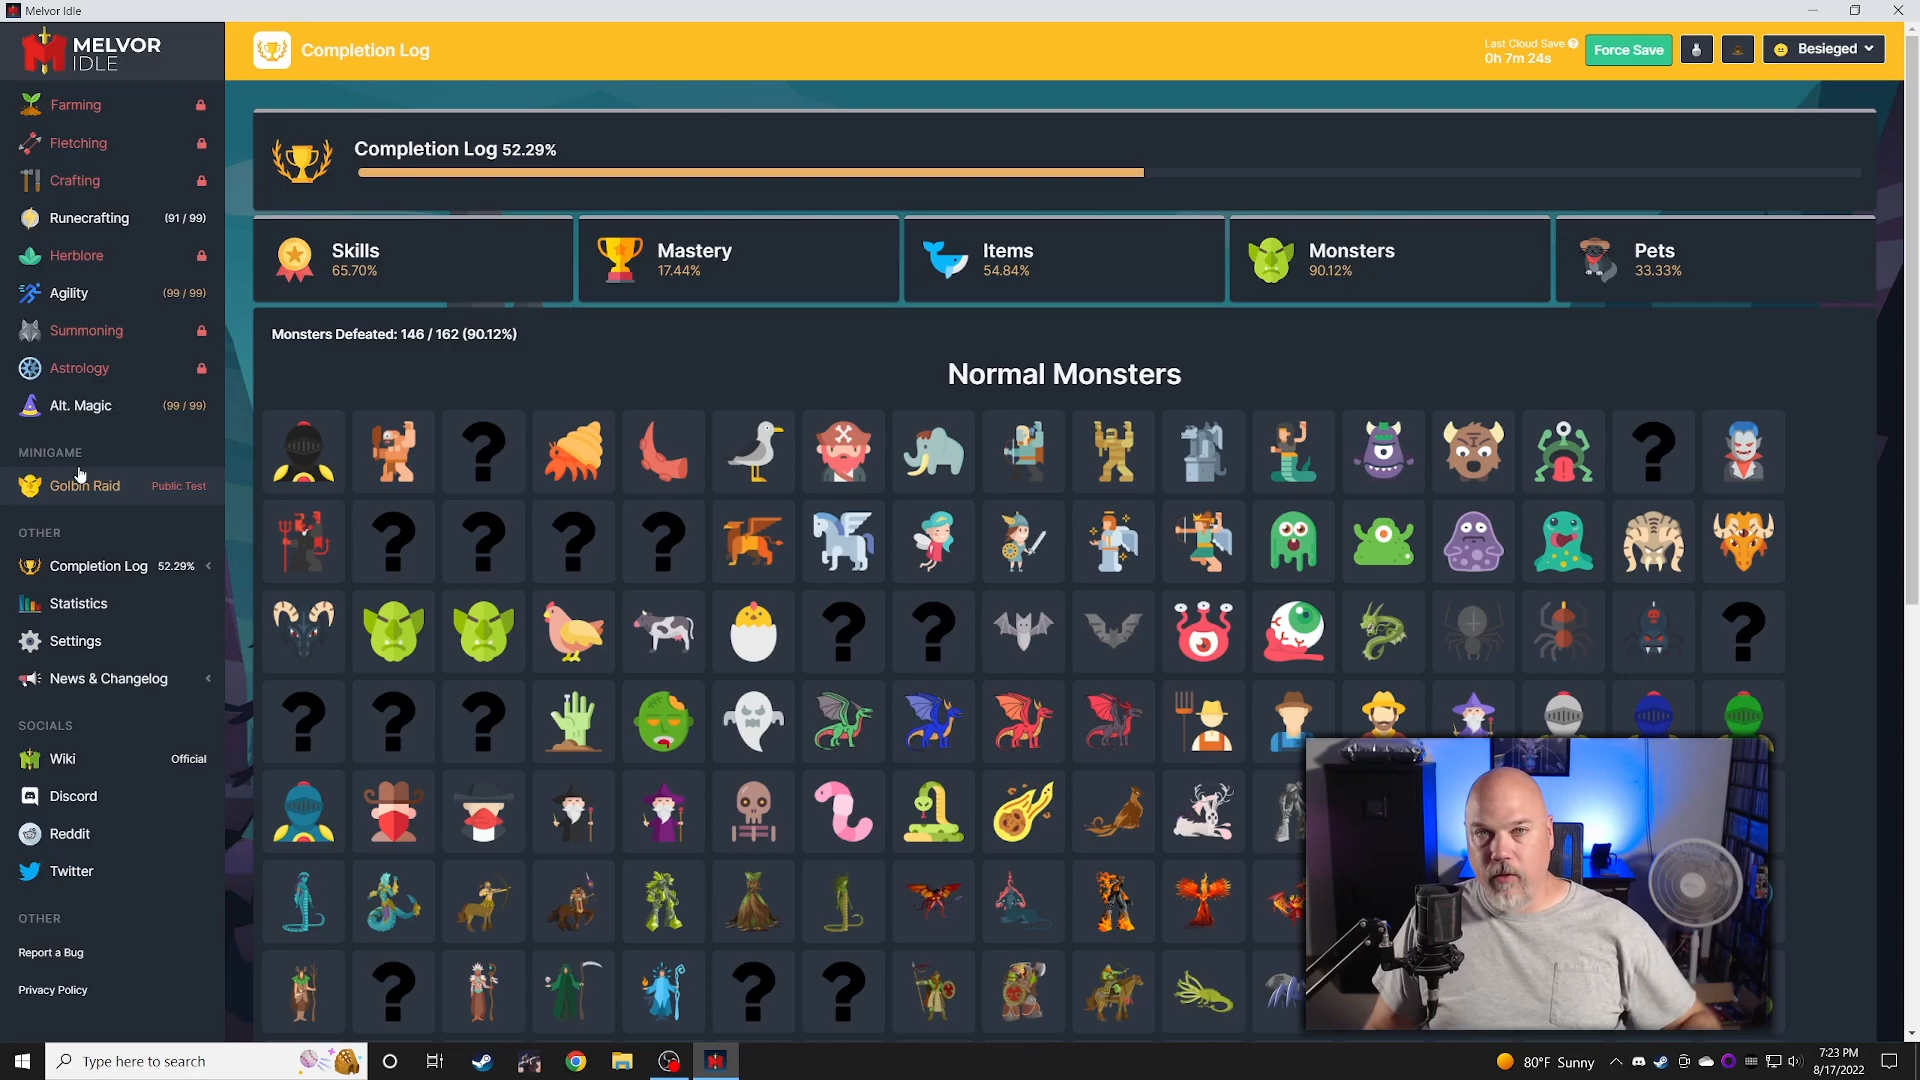 Melvor Idle
MELVOR
IDLE
Completion Log
Last Cloud Save
0h 7m 24s
Force Save
Besieged
Farming
Fletching
Crafting
Runecrafting (91 / 99)
Herblore
Agility (99 / 99)
Summoning
Astrology
Alt. Magic (99 / 99)
MINIGAME
Golbin Raid Public Test
OTHER
Completion Log 52.29%
Statistics
Settings
News & Changelog
SOCIALS
Wiki Official
Discord
Reddit
Twitter
OTHER
Report a Bug
Privacy Policy
Completion Log 52.29%
Skills
65.70%
Mastery
17.44%
Items
54.84%
Monsters
90.12%
Pets
33.33%
Monsters Defeated: 146 / 162 (90.12%)
Normal Monsters
? ?
? ? ? ?
? ? ?
? ? ?
? ? ?
Type here to search
80°F Sunny
7:23 PM
8/17/2022